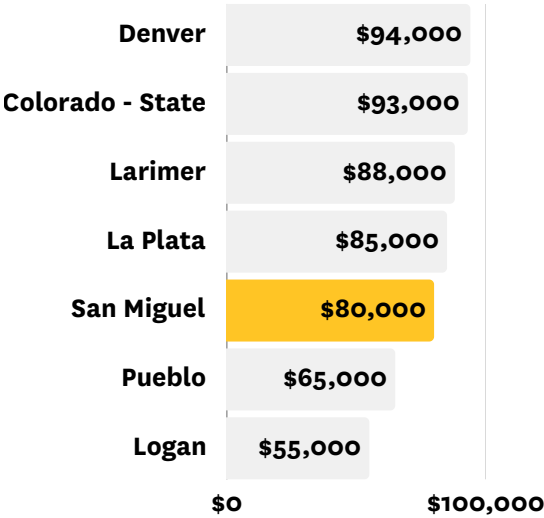 Denver $94,000
Colorado - State $93,000
Larimer $88,000
La Plata $85,000
San Miguel $80,000
Pueblo $65,000
Logan $55,000
$0 $100,000